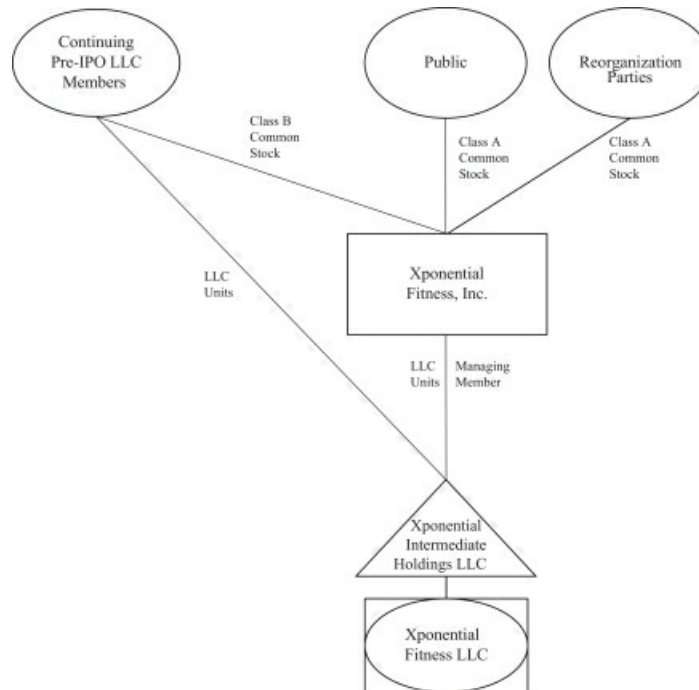 Continuing
Pre-IPO LLC
Members
Public
Reorganization
Parties
Class B
Common
Stock
Class A
Common
Stock
Class A
Common
Stock
LLC
Units
Xponential
Fitness, Inc.
LLC
Units
Managing
Member
Xponential
Intermediate
Holdings LLC
Xponential
Fitness LLC